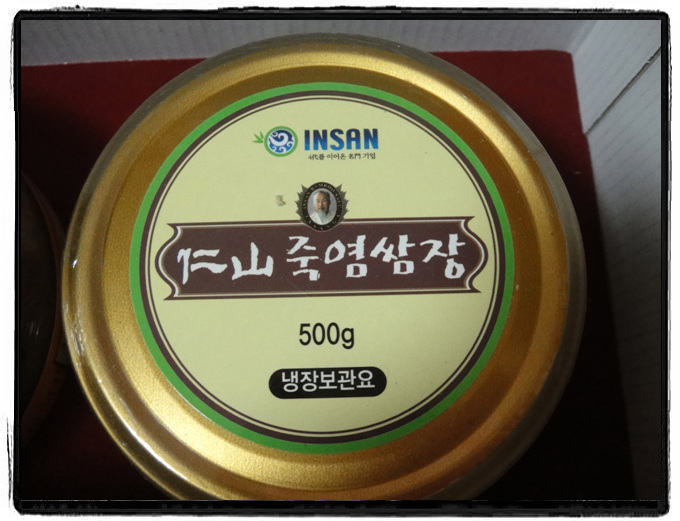 INSAN
4代를 이어온 名門 기업
仁山 죽염쌈장
500g
냉장보관요